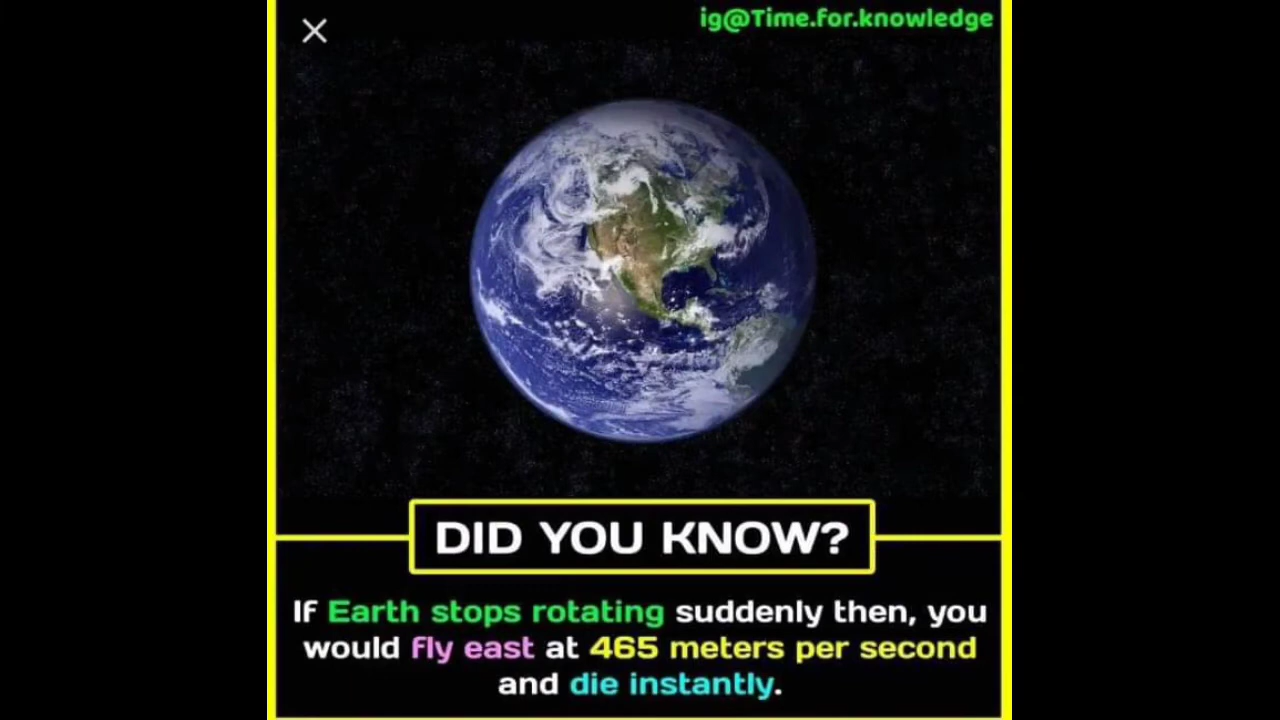 ig@Time.for.knowledge
DID YOU KNOW?
If Earth stops rotating suddenly then, you
would fly east at 465 meters per second
and die instantly.